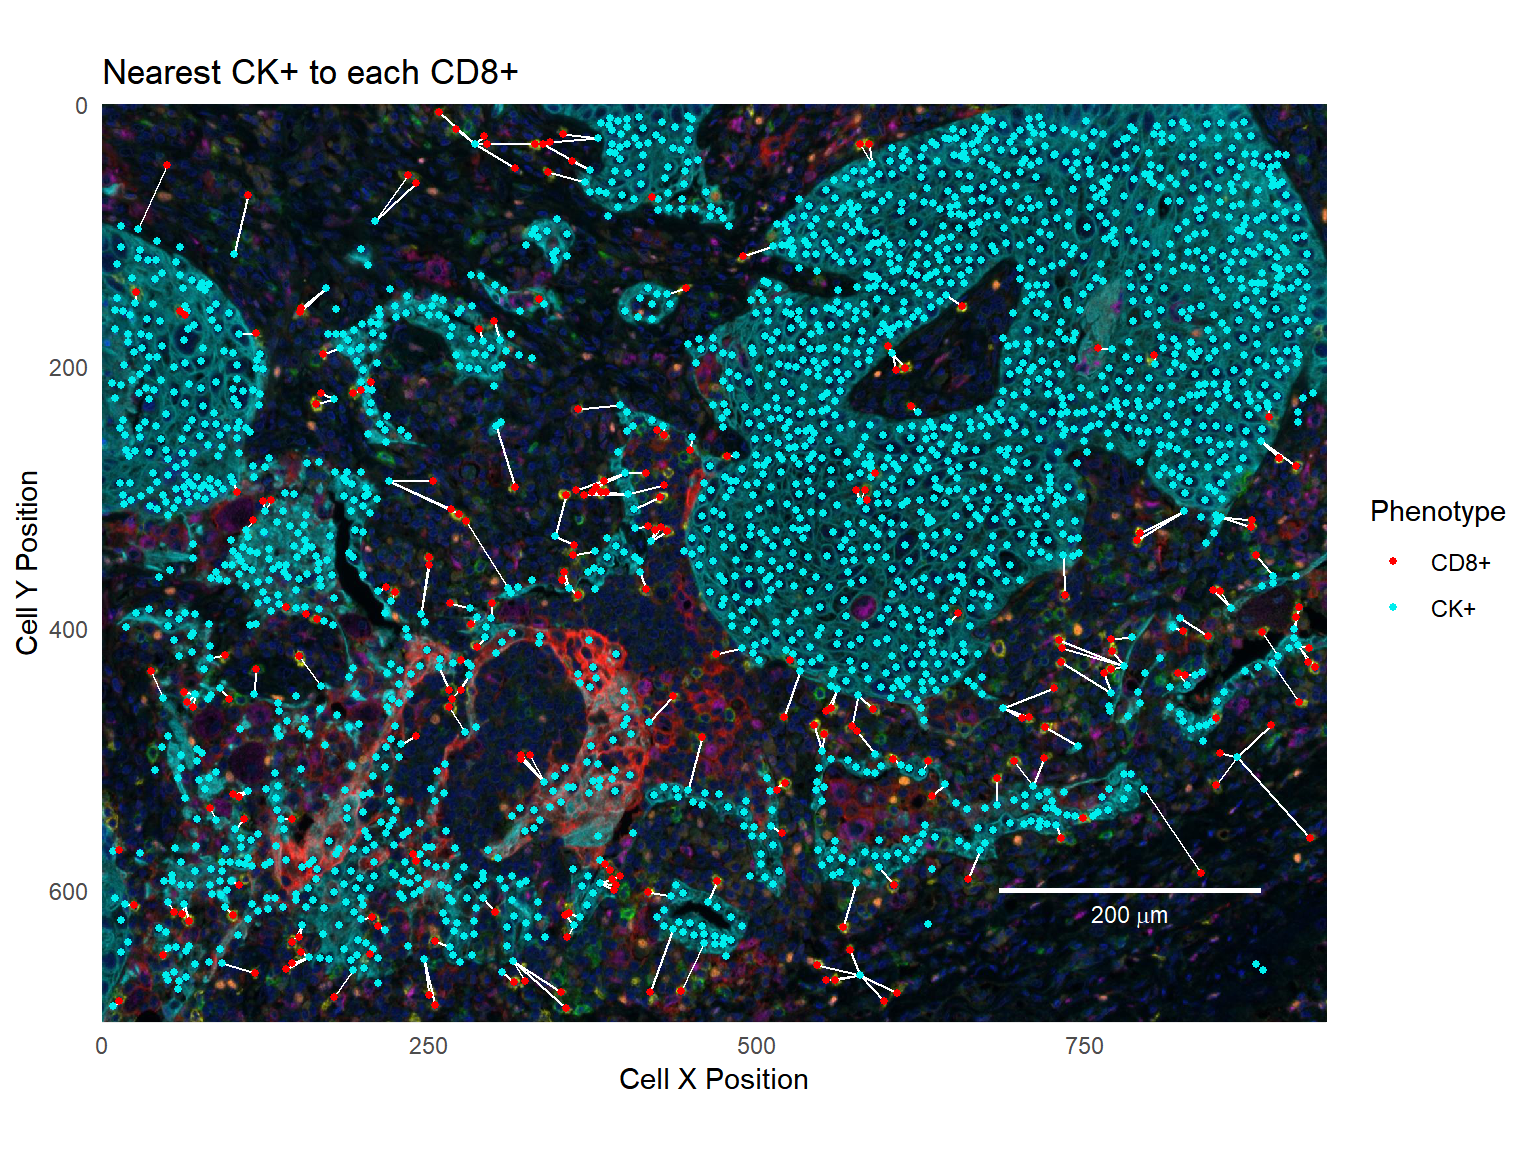 Nearest CK+ to each CD8+
0
200
400
600
Cell Y Position
0
250
500
750
Cell X Position
200 μm
Phenotype
CD8+
CK+